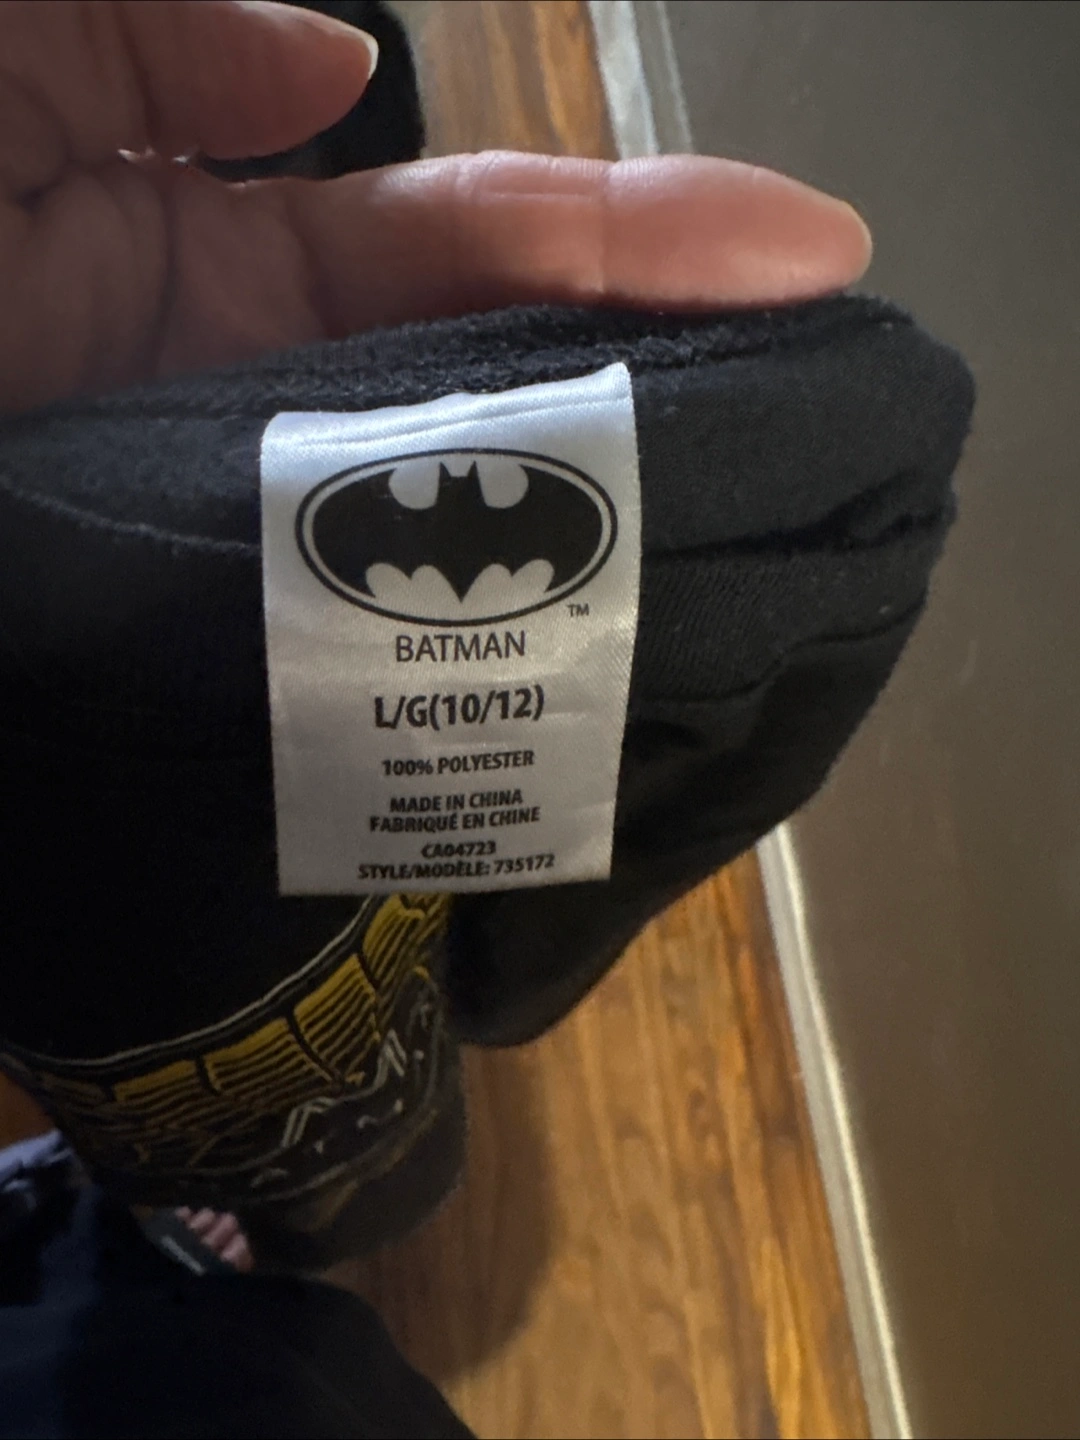 TM
BATMAN
L/G(10/12)
100% POLYESTER
MADE IN CHINA
FABRIQUÉ EN CHINE
CA04723
STYLE/MODÈLE: 735172